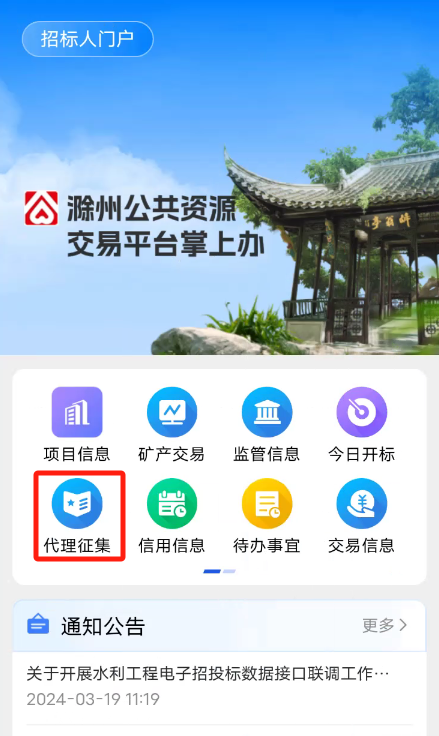 招标人门户
滁州公共资源
交易平台掌上办
项目信息 矿产交易 监管信息 今日开标
代理征集 信用信息 待办事宜 交易信息
通知公告 更多
关于开展水利工程电子招投标数据接口联调工作…
2024-03-19 11:19